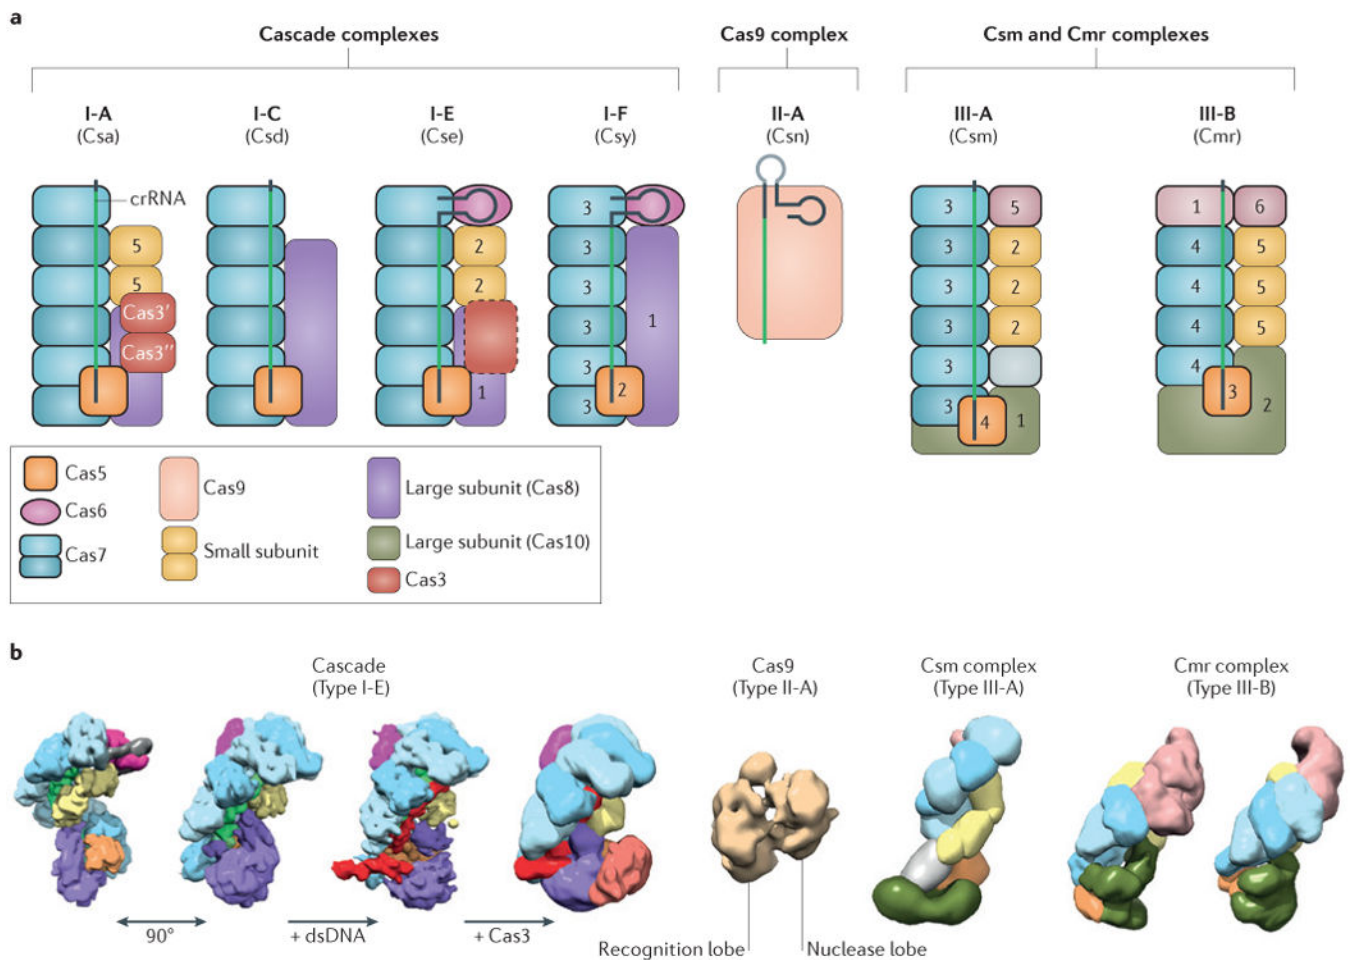 a
Cascade complexes
Cas9 complex
Csm and Cmr complexes
I-A
(Csa)
I-C
(Csd)
I-E
(Cse)
I-F
(Csy)
II-A
(Csn)
III-A
(Csm)
III-B
(Cmr)
crRNA
3
3 5
1 6
5
2
3
3 2
4 5
5
2
3
3 2
4 5
Cas3′
3
1
3 2
4 5
Cas3′′
3
3
4
1
3
2
3
3
4
1
3
2
Cas5
Cas6
Cas7
Cas9
Small subunit
Large subunit (Cas8)
Large subunit (Cas10)
Cas3
b
Cascade
(Type I-E)
Cas9
(Type II-A)
Csm complex
(Type III-A)
Cmr complex
(Type III-B)
90°
+ dsDNA
+ Cas3
Recognition lobe
Nuclease lobe